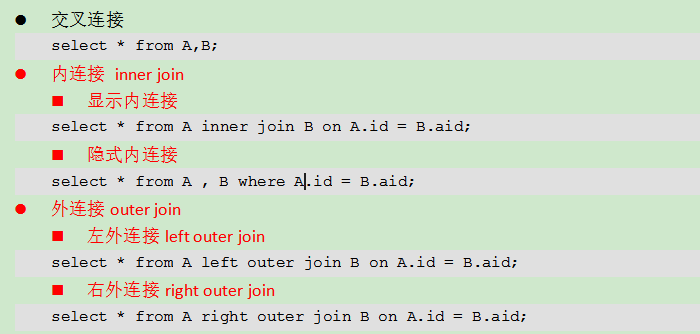 交叉连接
select * from A,B;
内连接 inner join
显示内连接
select * from A inner join B on A.id = B.aid;
隐式内连接
select * from A , B where A.id = B.aid;
外连接 outer join
左外连接 left outer join
select * from A left outer join B on A.id = B.aid;
右外连接 right outer join
select * from A right outer join B on A.id = B.aid;